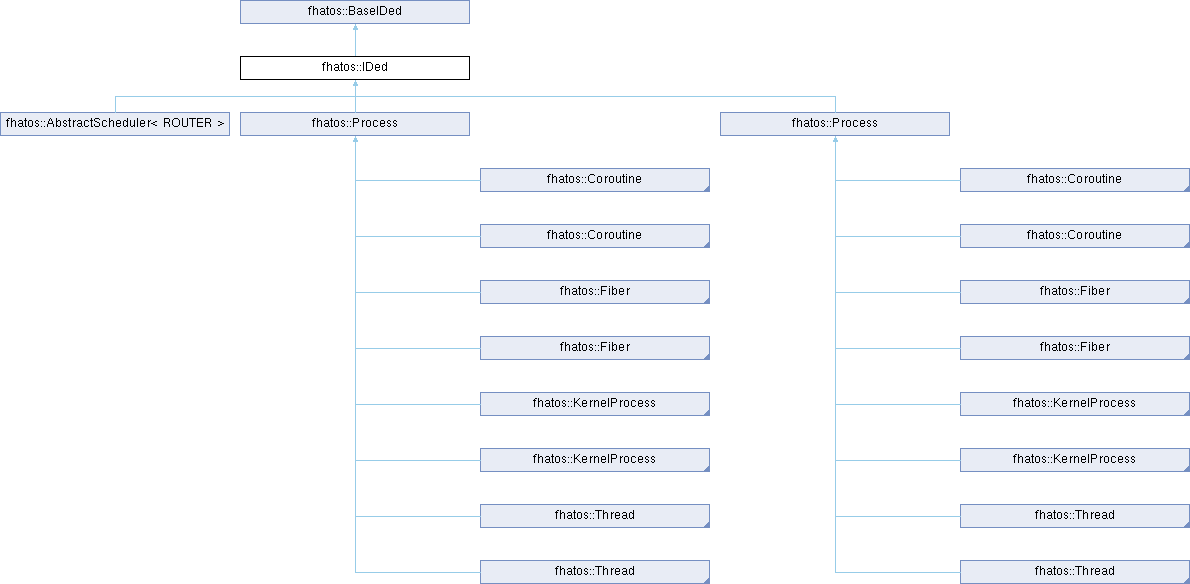 fhatos::BaseIDed
fhatos::IDed
fhatos::AbstractScheduler< ROUTER >
fhatos::Process
fhatos::Process
fhatos::Coroutine
fhatos::Coroutine
fhatos::Coroutine
fhatos::Coroutine
fhatos::Fiber
fhatos::Fiber
fhatos::Fiber
fhatos::Fiber
fhatos::KernelProcess
fhatos::KernelProcess
fhatos::KernelProcess
fhatos::KernelProcess
fhatos::Thread
fhatos::Thread
fhatos::Thread
fhatos::Thread